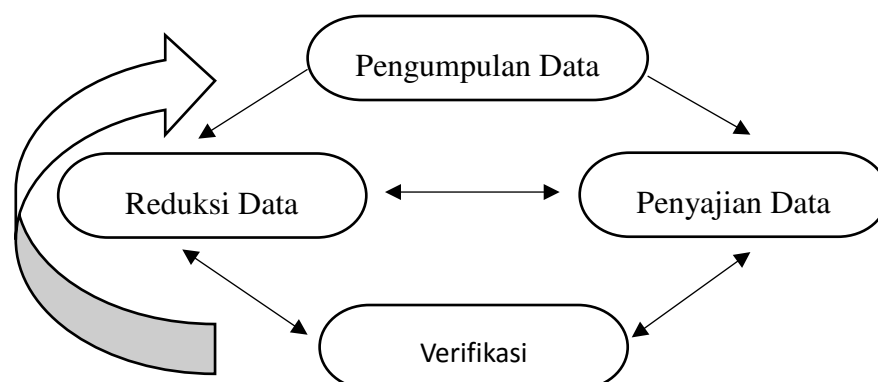 Pengumpulan Data
Reduksi Data
Penyajian Data
Verifikasi